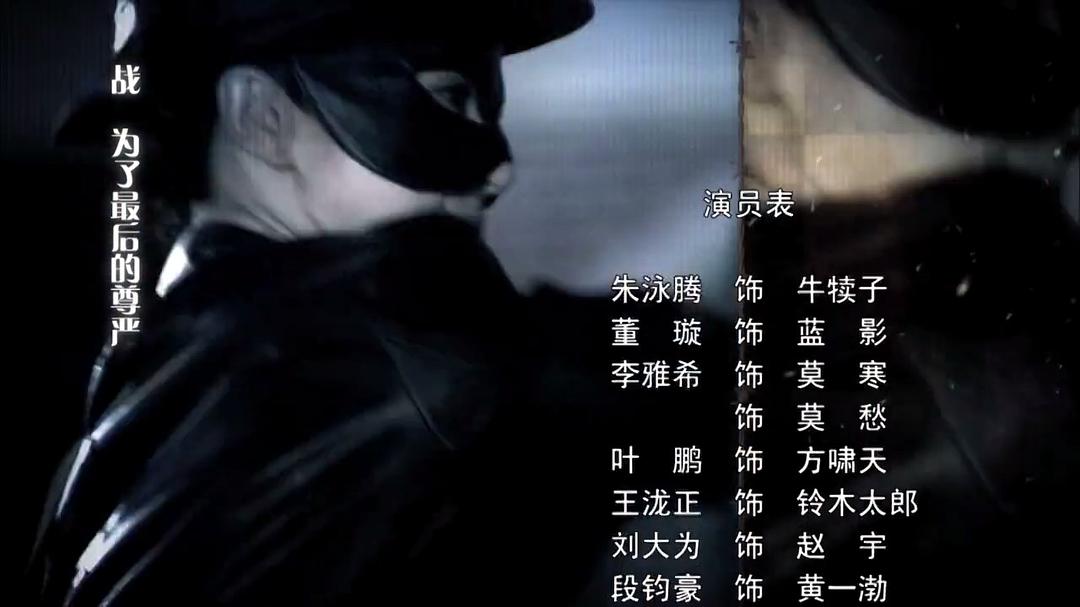 战 为了最后的尊严
演员表
朱泳腾 饰 牛犊子
董 璇 饰 蓝 影
李雅希 饰 莫 寒
饰 莫 愁
叶 鹏 饰 方啸天
王泷正 饰 铃木太郎
刘大为 饰 赵 宇
段钧豪 饰 黄一渤